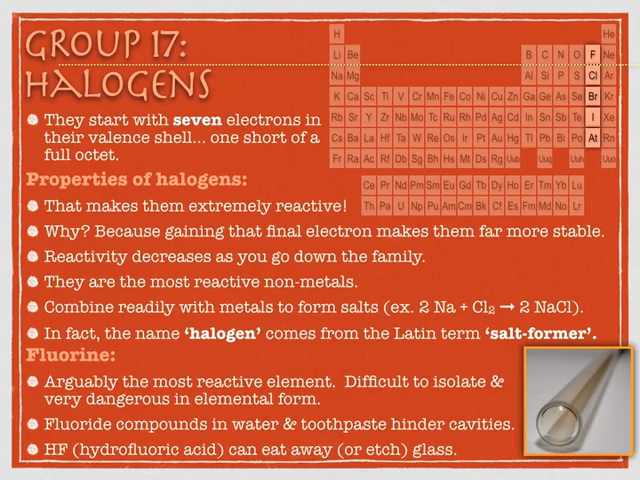 GROUP 17:
HALOGENS
They start with seven electrons in
their valence shell... one short of a
full octet.
H He
Li Be B C N O F Ne
Na Mg Al Si P S Cl Ar
K Ca Sc Ti V Cr Mn Fe Co Ni Cu Zn Ga Ge As Se Br Kr
Rb Sr Y Zr Nb Mo Tc Ru Rh Pd Ag Cd In Sn Sb Te I Xe
Cs Ba La Hf Ta W Re Os Ir Pt Au Hg Tl Pb Bi Po At Rn
Fr Ra Ac Rf Db Sg Bh Hs Mt Ds Rg Uub Uuq Uuh Uuo
Ce Pr Nd Pm Sm Eu Gd Tb Dy Ho Er Tm Yb Lu
Th Pa U Np Pu Am Cm Bk Cf Es Fm Md No Lr
Properties of halogens:
That makes them extremely reactive!
Why? Because gaining that final electron makes them far more stable.
Reactivity decreases as you go down the family.
They are the most reactive non-metals.
Combine readily with metals to form salts (ex. 2 Na + Cl₂ → 2 NaCl).
In fact, the name ‘halogen’ comes from the Latin term ‘salt-former’.
Fluorine:
Arguably the most reactive element. Difficult to isolate &
very dangerous in elemental form.
Fluoride compounds in water & toothpaste hinder cavities.
HF (hydrofluoric acid) can eat away (or etch) glass.